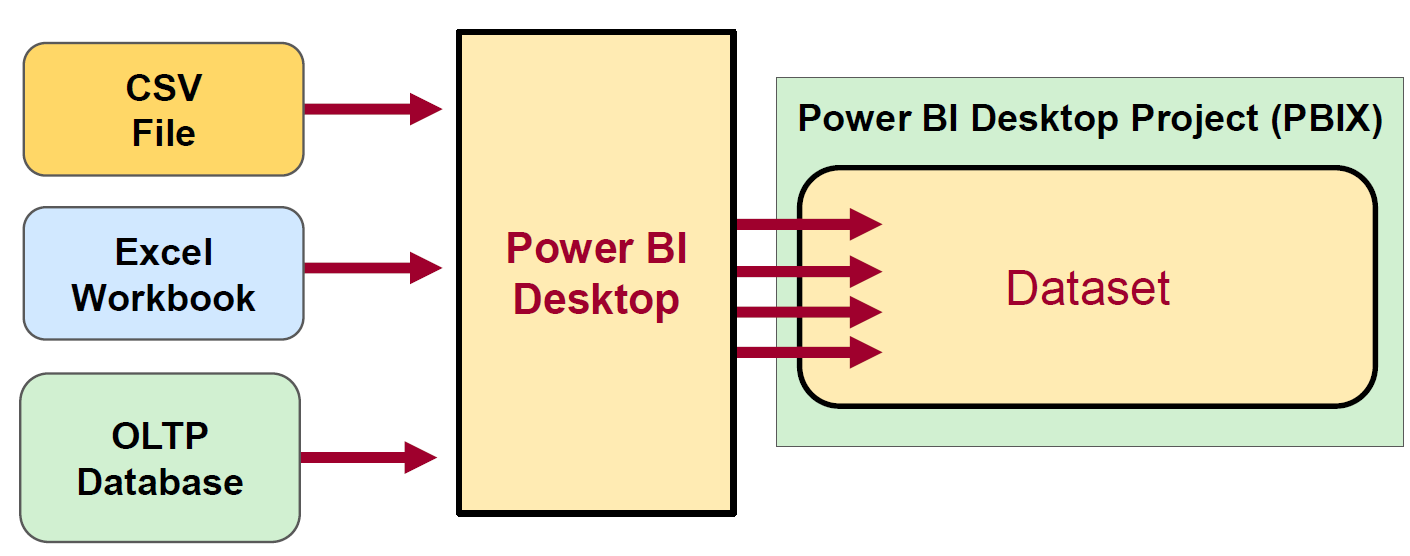 CSV
File
Excel
Workbook
OLTP
Database
Power BI
Desktop
Power BI Desktop Project (PBIX)
Dataset